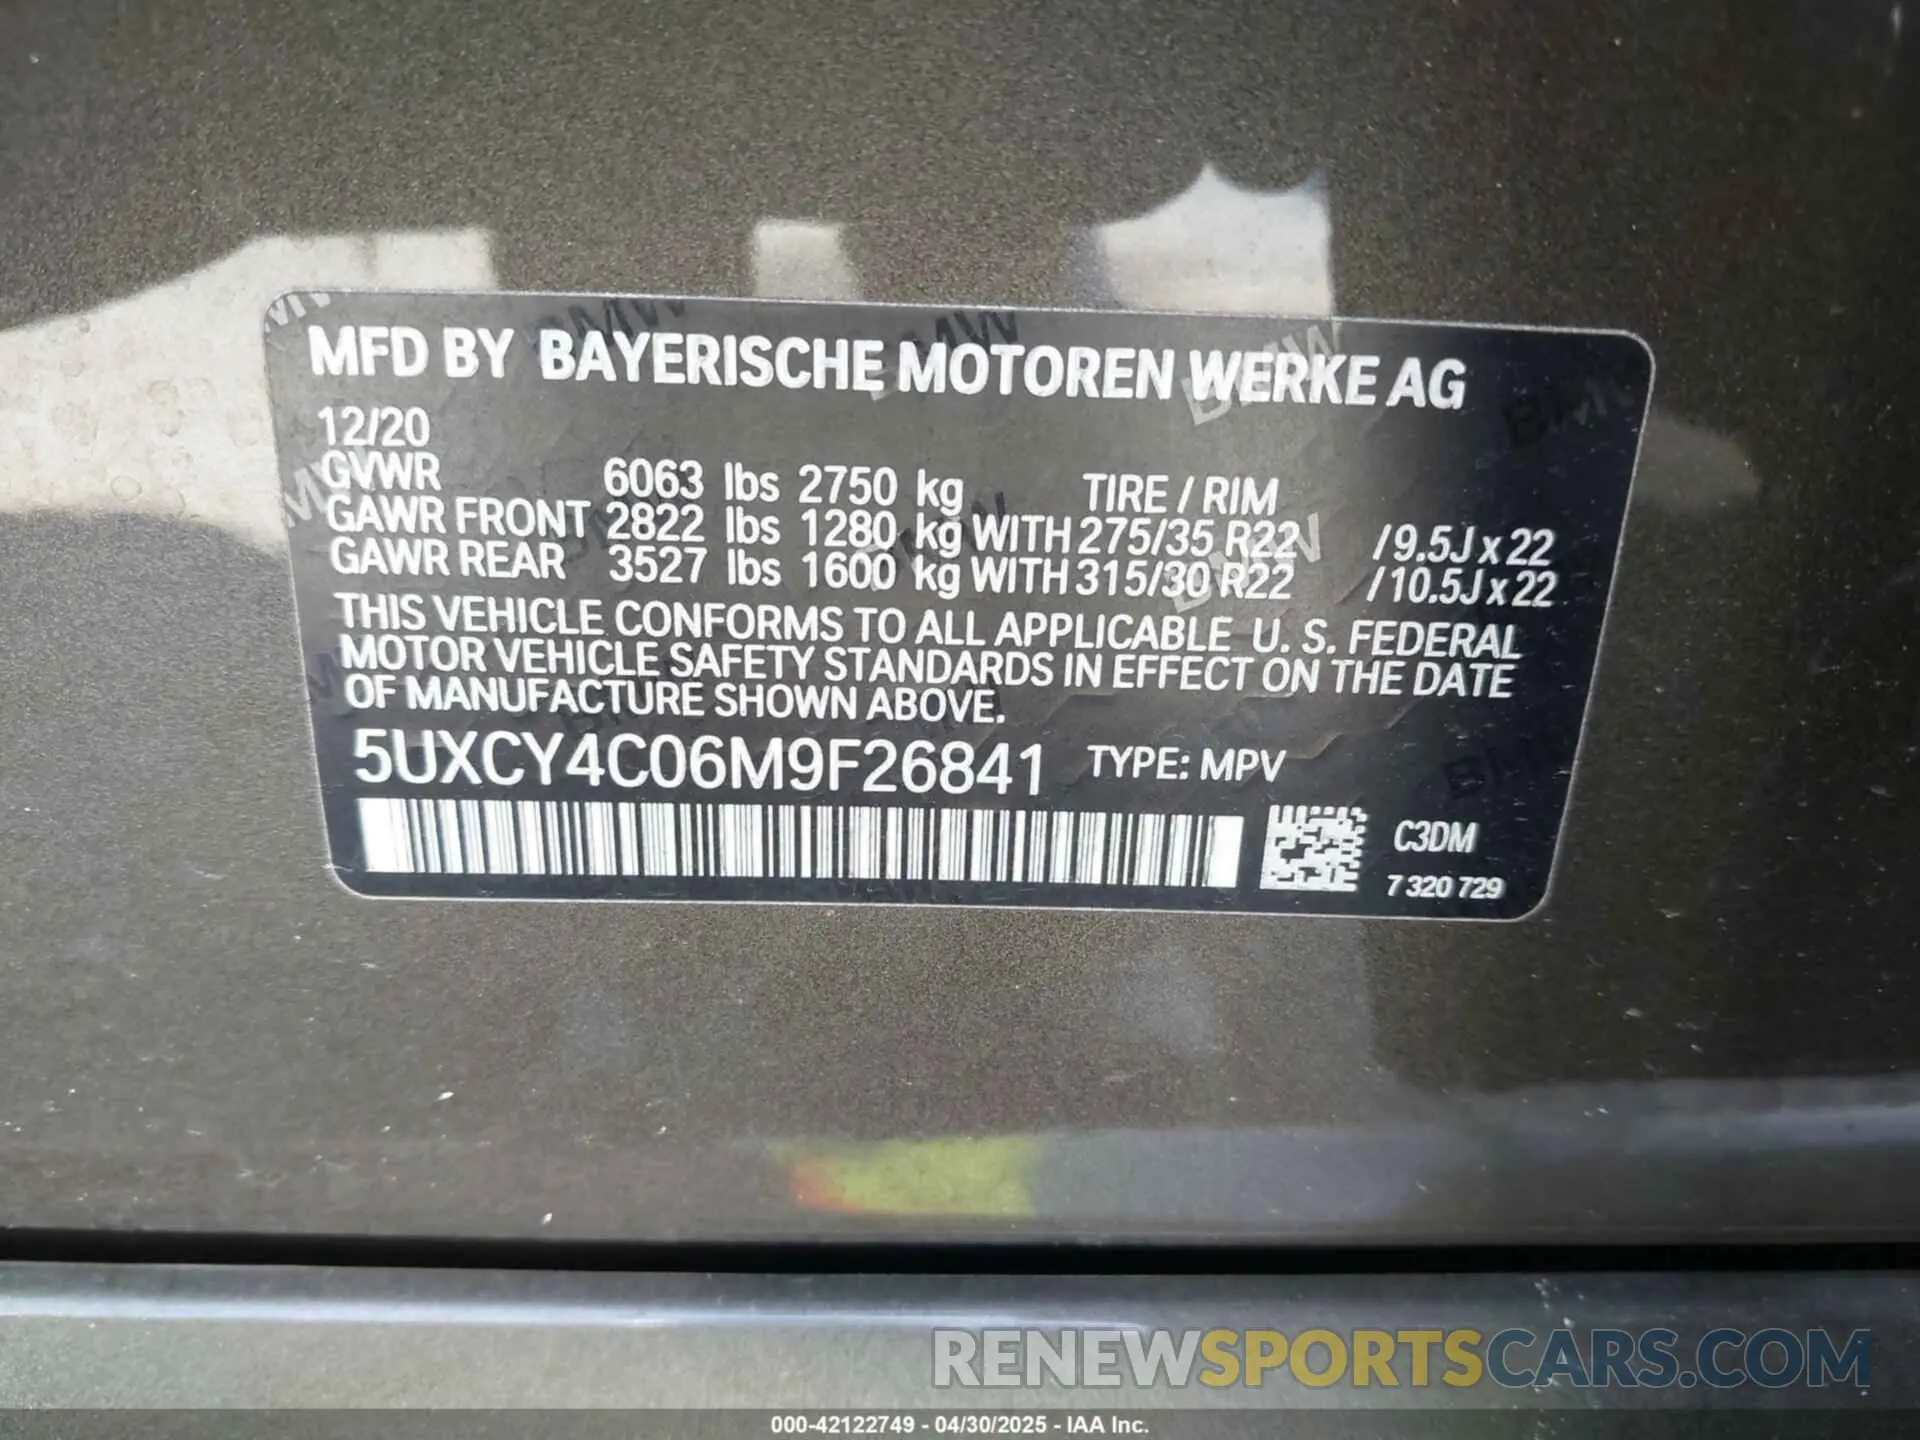 MFD BY BAYERISCHE MOTOREN WERKE AG
12/20
GVWR 6063 lbs 2750 kg TIRE / RIM
GAWR FRONT 2822 lbs 1280 kg WITH 275/35 R22 /9.5J x 22
GAWR REAR 3527 lbs 1600 kg WITH 315/30 R22 /10.5J x 22
THIS VEHICLE CONFORMS TO ALL APPLICABLE U. S. FEDERAL
MOTOR VEHICLE SAFETY STANDARDS IN EFFECT ON THE DATE
OF MANUFACTURE SHOWN ABOVE.
5UXCY4C06M9F26841 TYPE: MPV
C3DM
7 320 729
RENEWSPORTSCARS.COM
000-42122749 - 04/30/2025 - IAA Inc.